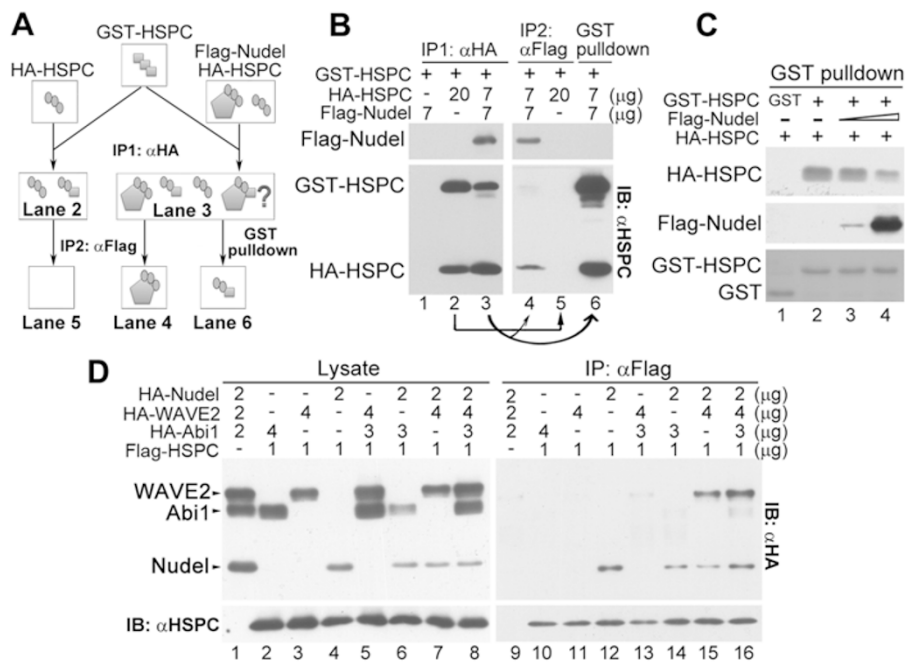 A
GST-HSPC
HA-HSPC
Flag-Nudel
HA-HSPC
IP1: αHA
Lane 2
Lane 3
?
IP2: αFlag
GST
pulldown
Lane 5
Lane 4
Lane 6
B
IP1: αHA
IP2:
αFlag
GST
pulldown
GST-HSPC + + + + + +
HA-HSPC - 20 7 7 20 7 (μg)
Flag-Nudel 7 - 7 7 - 7 (μg)
Flag-Nudel
GST-HSPC
HA-HSPC
IB: αHSPC
1 2 3 4 5 6
C
GST pulldown
GST-HSPC GST + + +
Flag-Nudel - -
HA-HSPC + + + +
HA-HSPC
Flag-Nudel
GST-HSPC
GST
1 2 3 4
D
Lysate
IP: αFlag
HA-Nudel 2 - - 2 - 2 2 2 2 - - 2 - 2 2 2 (μg)
HA-WAVE2 2 - 4 - 4 - 4 4 2 - 4 - 4 - 4 4 (μg)
HA-Abi1 2 4 - - 3 3 - 3 2 4 - - 3 3 - 3 (μg)
Flag-HSPC - 1 1 1 1 1 1 1 - 1 1 1 1 1 1 1 (μg)
WAVE2
Abi1
Nudel
IB: αHA
IB: αHSPC
1 2 3 4 5 6 7 8 9 10 11 12 13 14 15 16